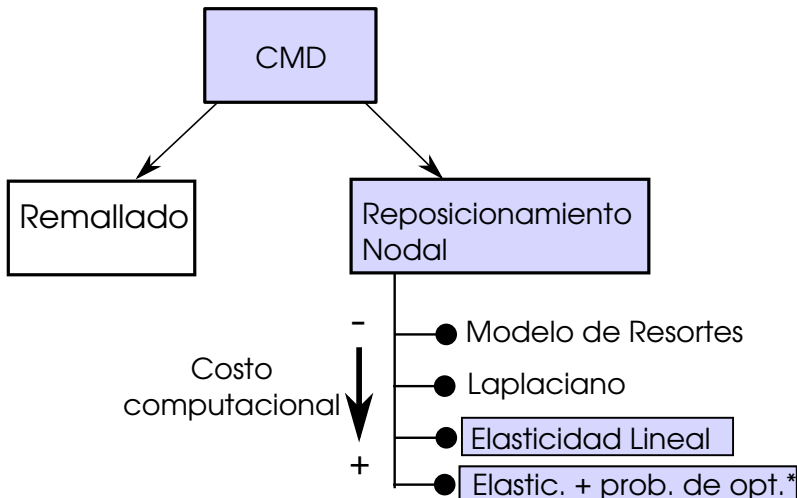 CMD
Remallado
Reposicionamiento
Nodal
-
Modelo de Resortes
Costo
computacional
Laplaciano
Elasticidad Lineal
+
Elastic. + prob. de opt.*